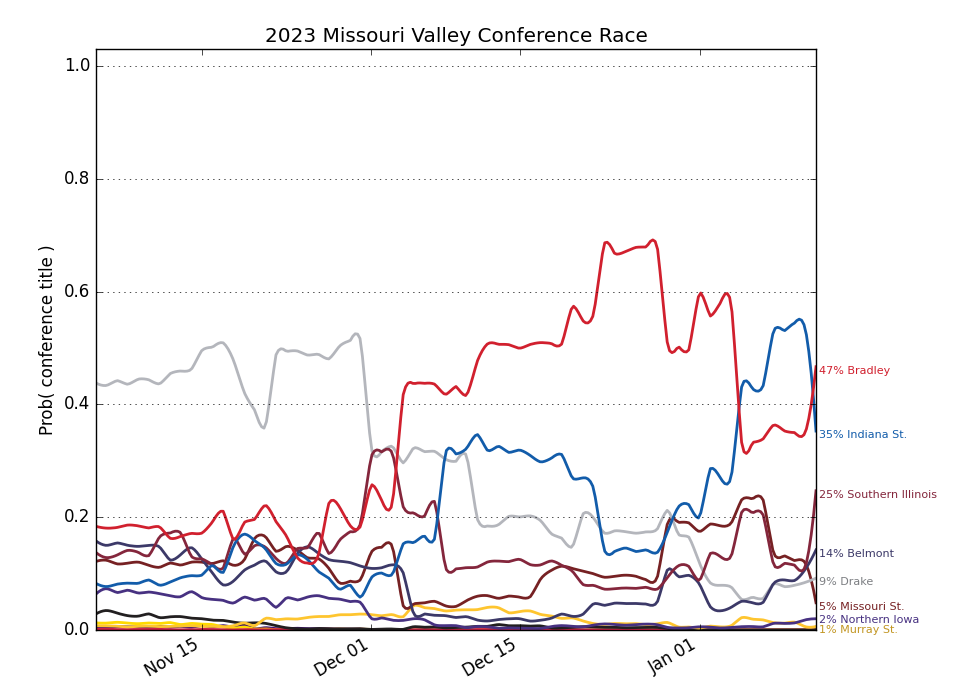 2023 Missouri Valley Conference Race
Prob( conference title )
1.0
0.8
0.6
0.4
0.2
0.0
Nov 15
Dec 01
Dec 15
Jan 01
47% Bradley
35% Indiana St.
25% Southern Illinois
14% Belmont
9% Drake
5% Missouri St.
2% Northern Iowa
1% Murray St.